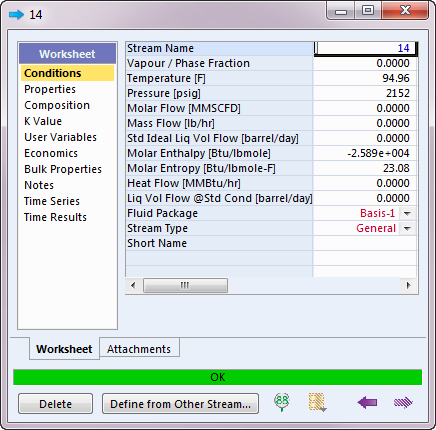 14
Worksheet
Conditions
Properties
Composition
K Value
User Variables
Economics
Bulk Properties
Notes
Time Series
Time Results
Stream Name 14
Vapour / Phase Fraction 0.0000
Temperature [F] 94.96
Pressure [psig] 2152
Molar Flow [MMSCFD] 0.0000
Mass Flow [lb/hr] 0.0000
Std Ideal Liq Vol Flow [barrel/day] 0.0000
Molar Enthalpy [Btu/lbmole] -2.589e+004
Molar Entropy [Btu/lbmole-F] 23.08
Heat Flow [MMBtu/hr] 0.0000
Liq Vol Flow @Std Cond [barrel/day] 0.0000
Fluid Package Basis-1
Stream Type General
Short Name
Worksheet Attachments
OK
Delete Define from Other Stream...